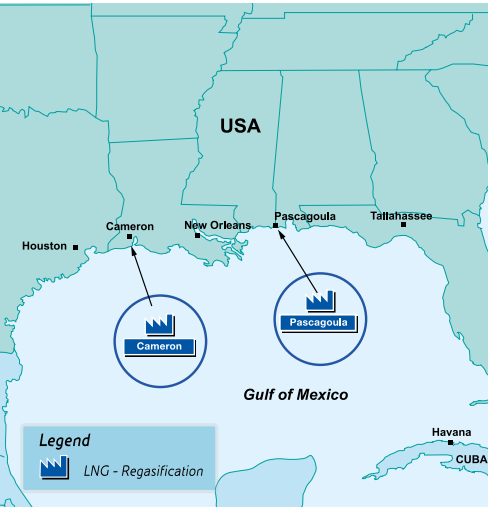 USA
Pascagoula
Tallahassee
Cameron
New Orleans
Houston
Pascagoula
Cameron
Gulf of Mexico
Havana
CUBA
Legend
LNG - Regasification